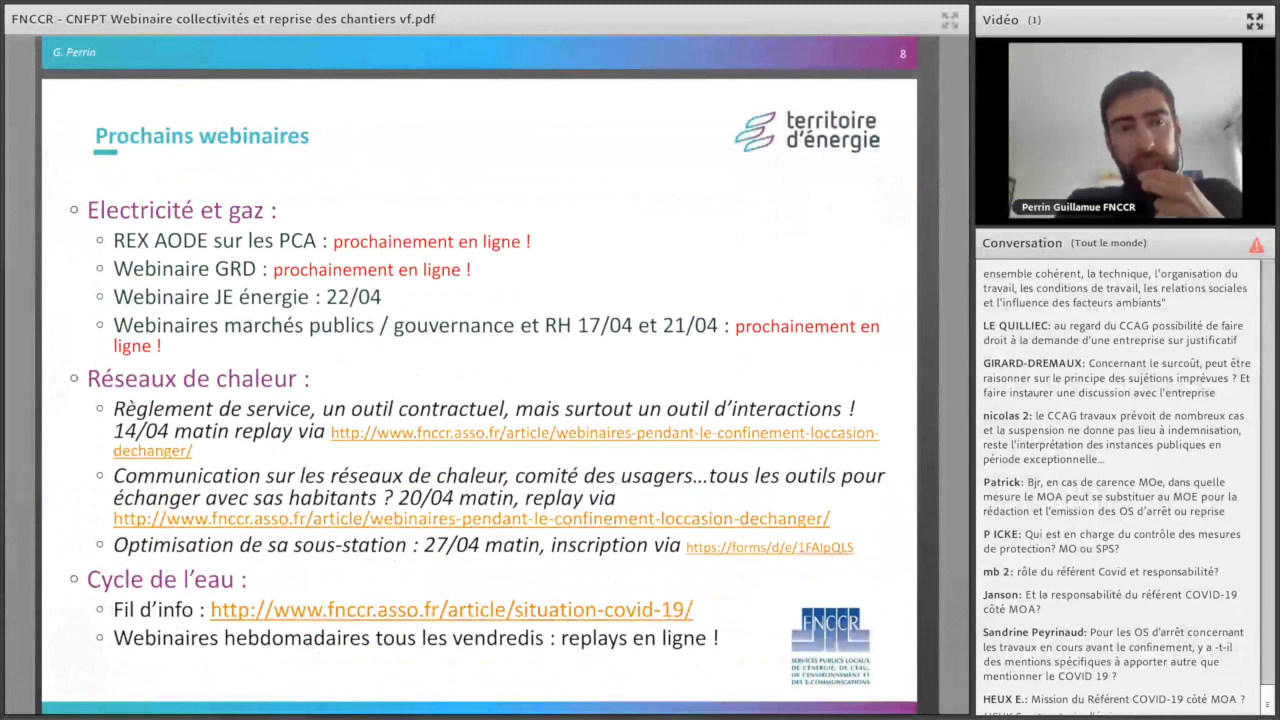 FNCCR - CNFPT Webinaire collectivités et reprise des chantiers vf.pdf
G. Perrin
8
Prochains webinaires
territoire
d'énergie
Electricité et gaz :
REX AODE sur les PCA : prochainement en ligne !
Webinaire GRD : prochainement en ligne !
Webinaire JE énergie : 22/04
Webinaires marchés publics / gouvernance et RH 17/04 et 21/04 : prochainement en
ligne !
Réseaux de chaleur :
Règlement de service, un outil contractuel, mais surtout un outil d'interactions !
14/04 matin replay via http://www.fnccr.asso.fr/article/webinaires-pendant-le-confinement-loccasion-
dechanger/
Communication sur les réseaux de chaleur, comité des usagers...tous les outils pour
échanger avec sas habitants ? 20/04 matin, replay via
http://www.fnccr.asso.fr/article/webinaires-pendant-le-confinement-loccasion-dechanger/
Optimisation de sa sous-station : 27/04 matin, inscription via https://forms/d/e/1FAIpQLS
Cycle de l'eau :
Fil d'info : http://www.fnccr.asso.fr/article/situation-covid-19/
Webinaires hebdomadaires tous les vendredis : replays en ligne !
FNCCR
SERVICES PUBLICS LOCAUX
DE L'ÉNERGIE, DE L'EAU,
DE L'ENVIRONNEMENT ET
DES E-COMMUNICATIONS
Vidéo (1)
Perrin Guillamue FNCCR
Conversation (Tout le monde)
ensemble cohérent, la technique, l'organisation du
travail, les conditions de travail, les relations sociales
et l'influence des facteurs ambiants"
LE QUILLIEC: au regard du CCAG possibilité de faire
droit à la demande d'une entreprise sur justificatif
GIRARD-DREMAUX: Concernant le surcoût, peut être
raisonner sur le principe des sujétions imprévues ? Et
faire instaurer une discussion avec l'entreprise
nicolas 2: le CCAG travaux prévoit de nombreux cas
et la suspension ne donne pas lieu à indemnisation,
reste l'interprétation des instances publiques en
période exceptionnelle...
Patrick: Bjr, en cas de carence MOe, dans quelle
mesure le MOA peut se substituer au MOE pour la
rédaction et l'emission des OS d'arrêt ou reprise
P ICKE: Qui est en charge du contrôle des mesures
de protection? MO ou SPS?
mb 2: rôle du référent Covid et responsabilité?
Janson: Et la responsabilité du référent COVID-19
côté MOA?
Sandrine Peyrinaud: Pour les OS d'arrêt concernant
les travaux en cours avant le confinement, y a -t-il
des mentions spécifiques à apporter autre que
mentionner le COVID 19 ?
HEUX E.: Mission du Référent COVID-19 côté MOA ?